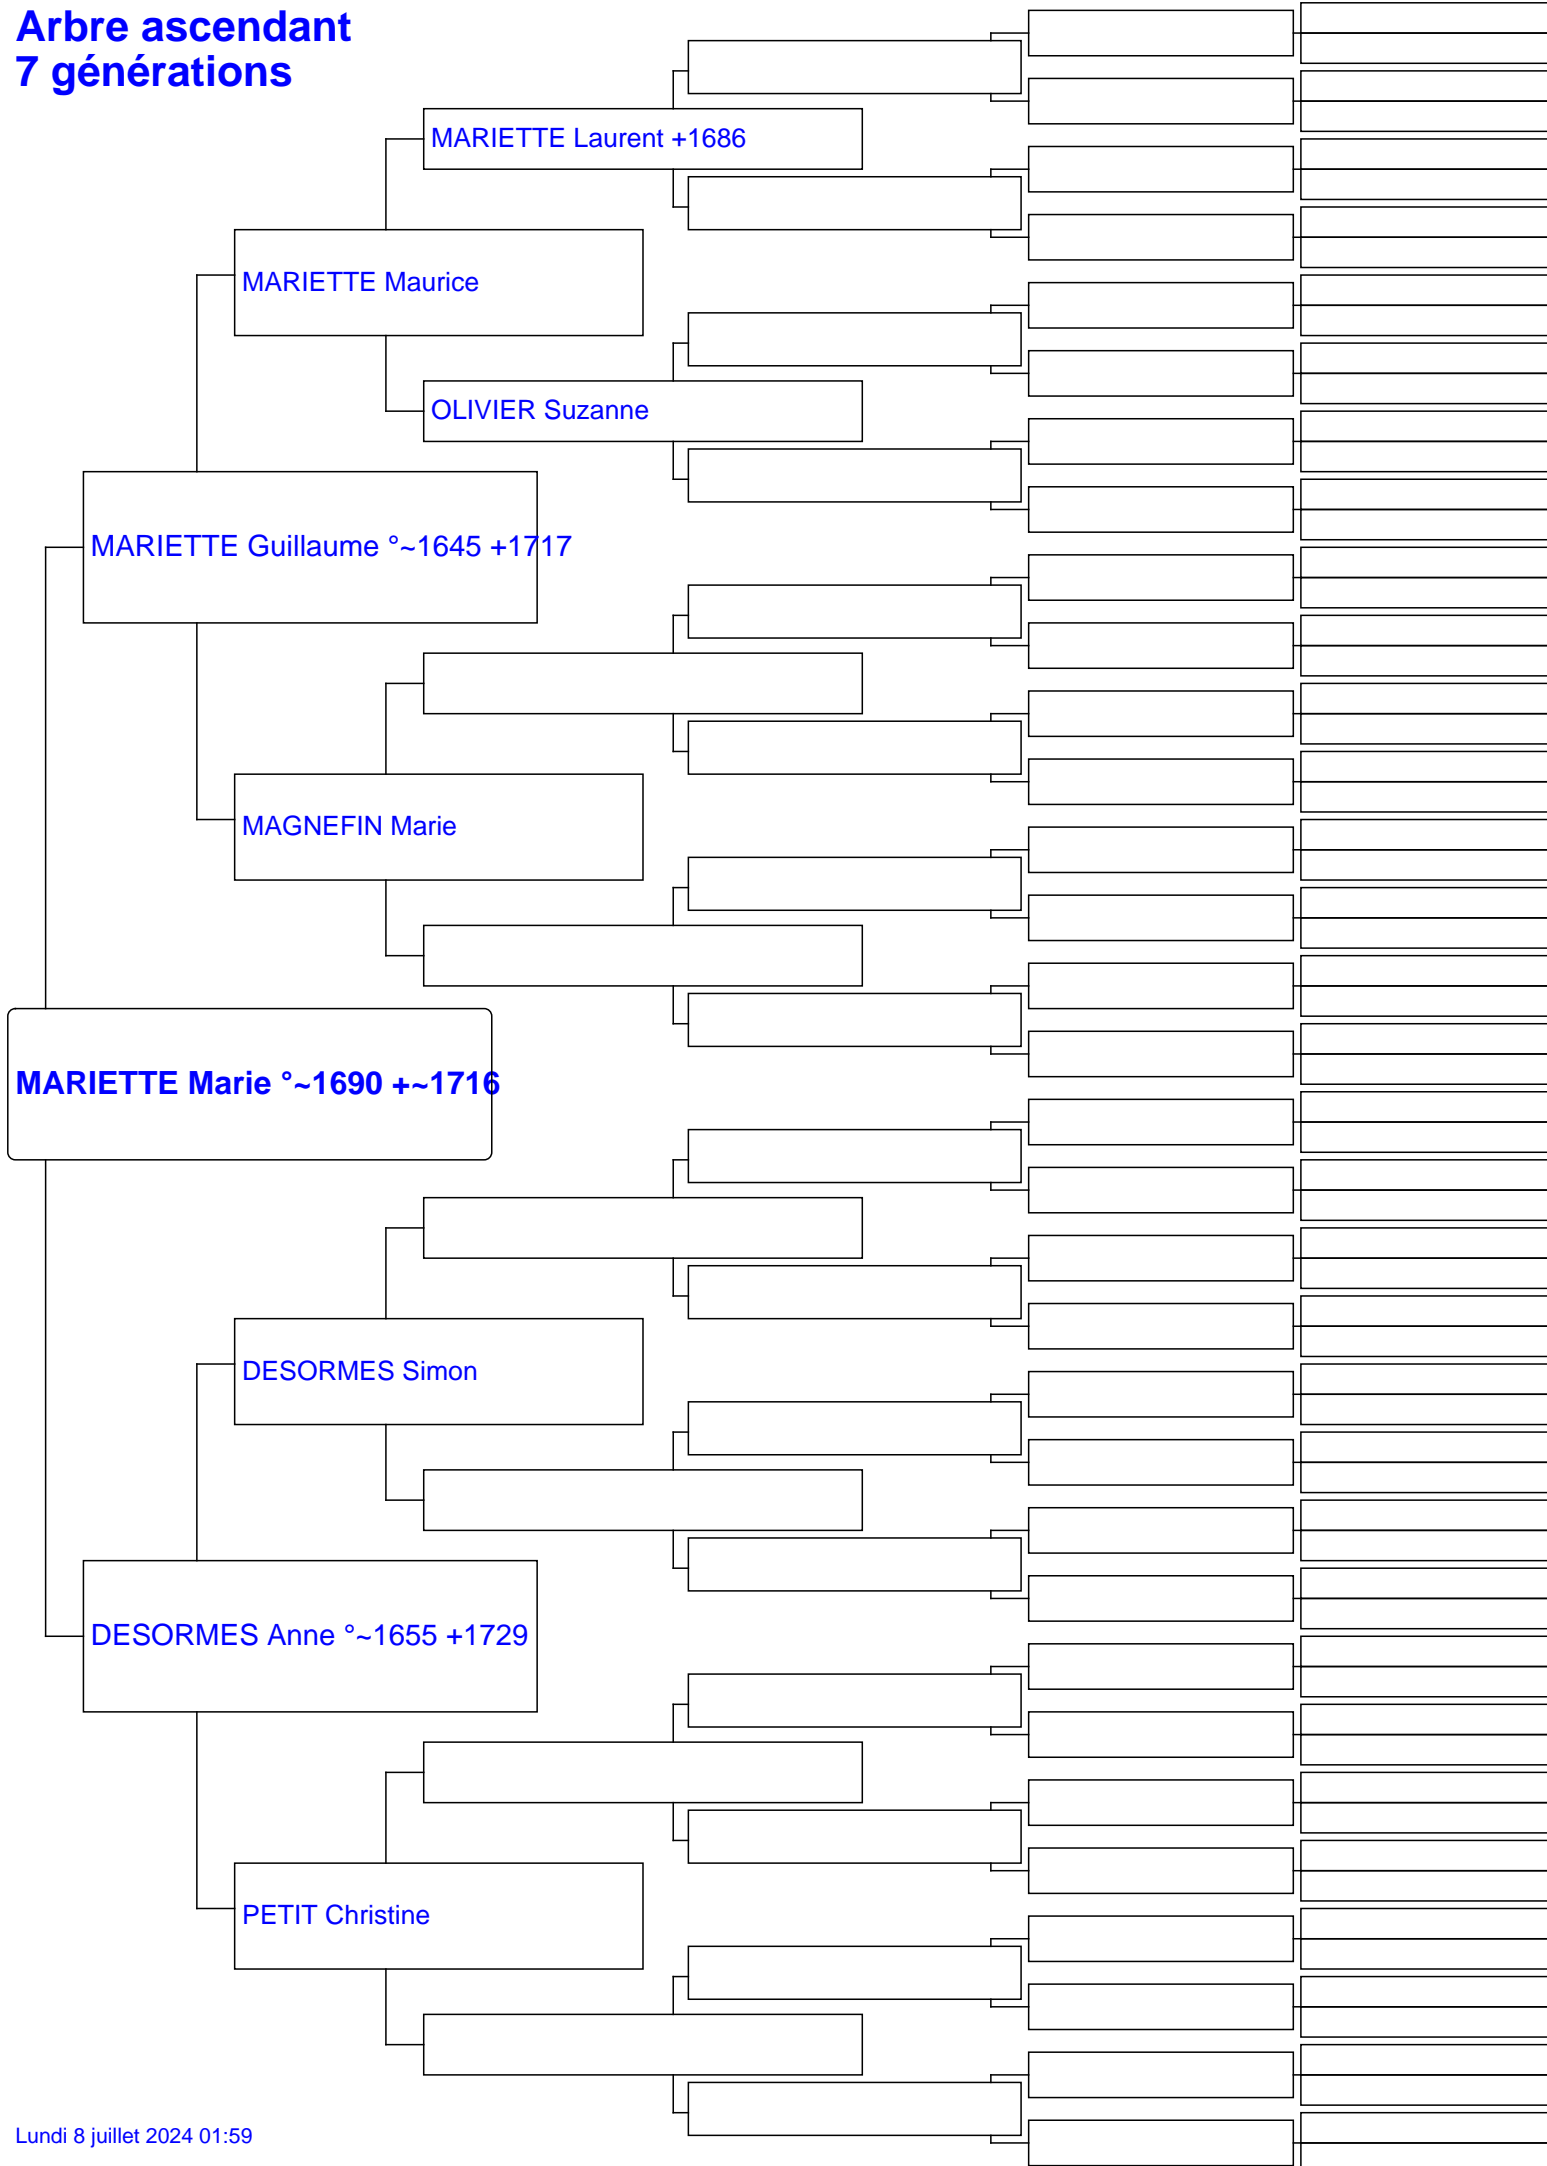 Arbre ascendant
7 générations
MARIETTE Laurent +1686
MARIETTE Maurice
OLIVIER Suzanne
MARIETTE Guillaume °~1645 +1717
MAGNEFIN Marie
MARIETTE Marie °~1690 +~1716
DESORMES Simon
DESORMES Anne °~1655 +1729
PETIT Christine
Lundi 8 juillet 2024 01:59